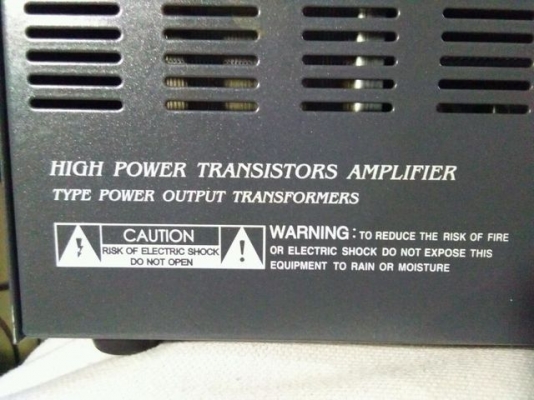 HIGH POWER TRANSISTORS AMPLIFIER
TYPE POWER OUTPUT TRANSFORMERS
CAUTION
RISK OF ELECTRIC SHOCK
DO NOT OPEN
WARNING: TO REDUCE THE RISK OF FIRE
OR ELECTRIC SHOCK DO NOT EXPOSE THIS
EQUIPMENT TO RAIN OR MOISTURE